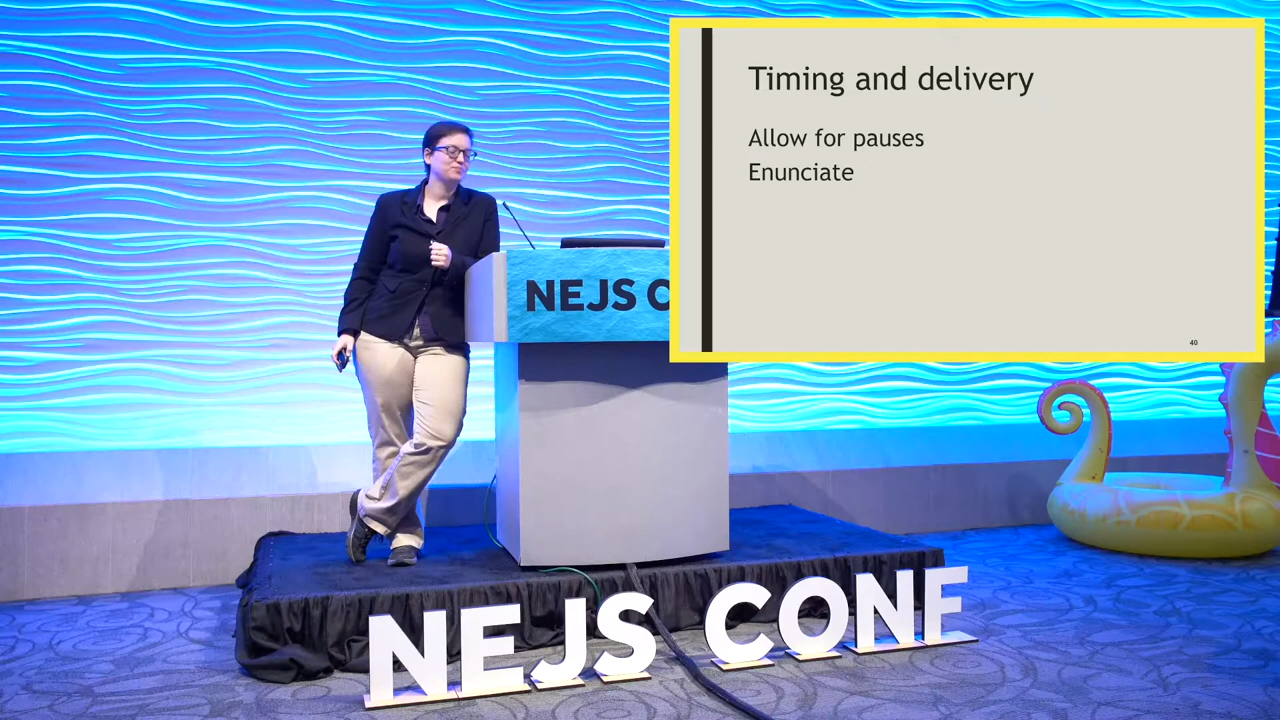 Timing and delivery
Allow for pauses
Enunciate
40
NEJS C
NEJS CONF